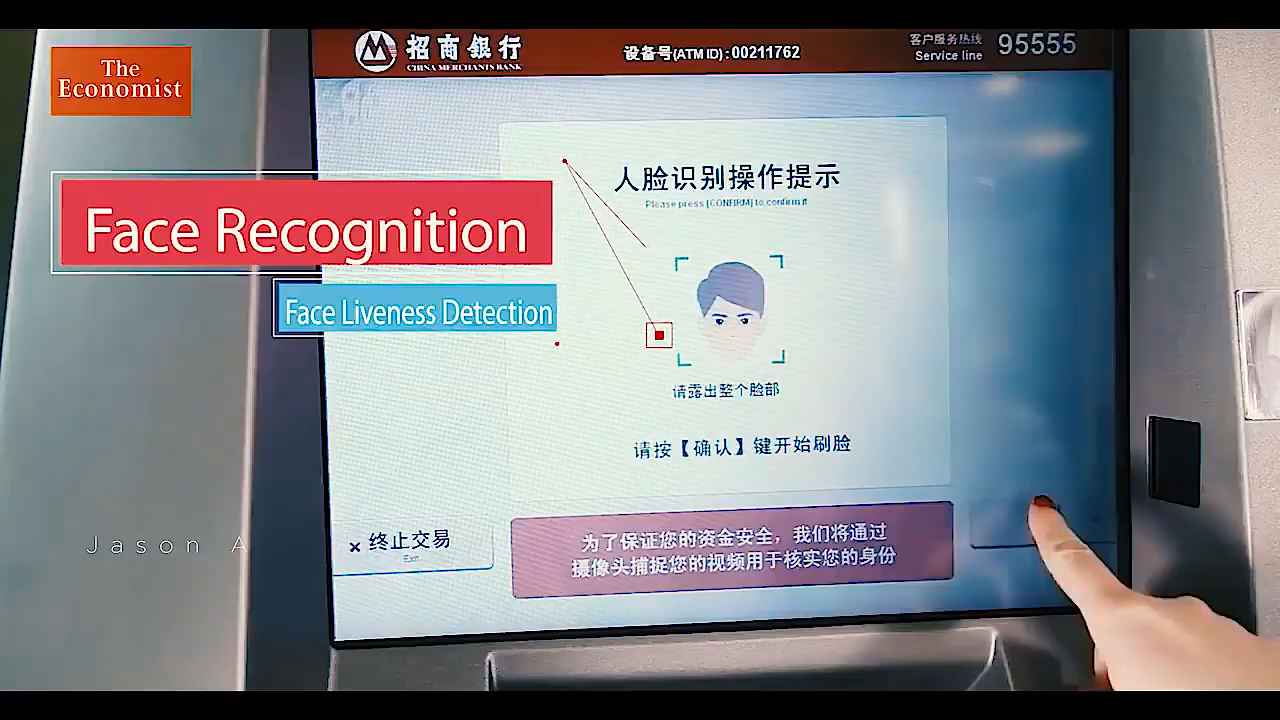 The
Economist
招商银行
CHINA MERCHANTS BANK
设备号(ATM ID) : 00211762
客户服务热线
Service line
95555
人脸识别操作提示
Please press [CONFIRM] to confirm it
Face Recognition
Face Liveness Detection
请露出整个脸部
请按【确认】键开始刷脸
Jason A
× 终止交易
Exit
为了保证您的资金安全，我们将通过
摄像头捕捉您的视频用于核实您的身份